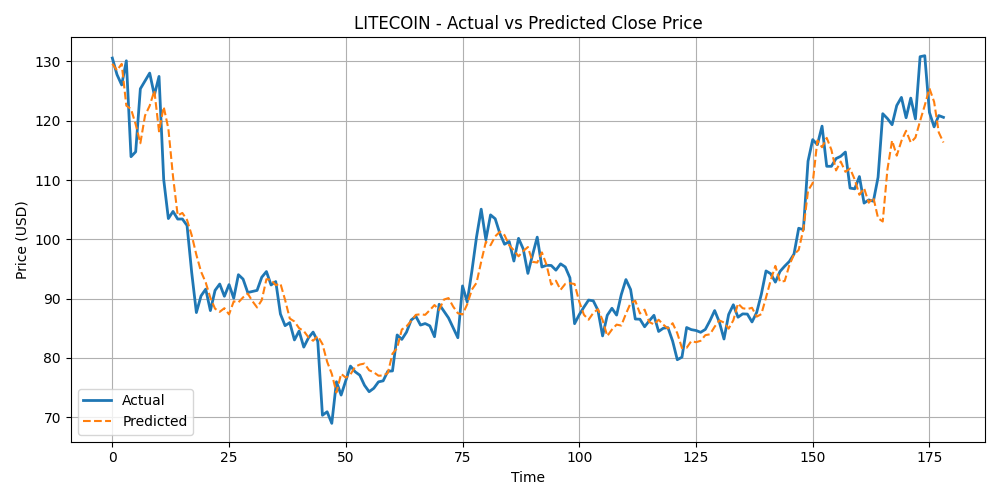 LITECOIN - Actual vs Predicted Close Price
Price (USD)
130
120
110
100
90
80
70
Actual
Predicted
0 25 50 75 100 125 150 175
Time